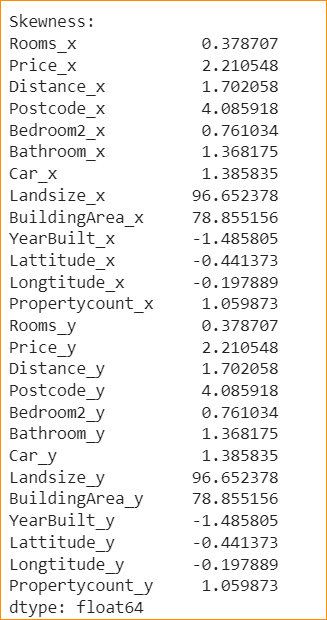 Skewness:
Rooms_x 0.378707
Price_x 2.210548
Distance_x 1.702058
Postcode_x 4.085918
Bedroom2_x 0.761034
Bathroom_x 1.368175
Car_x 1.385835
Landsize_x 96.652378
BuildingArea_x 78.855156
YearBuilt_x -1.485805
Lattitude_x -0.441373
Longtitude_x -0.197889
Propertycount_x 1.059873
Rooms_y 0.378707
Price_y 2.210548
Distance_y 1.702058
Postcode_y 4.085918
Bedroom2_y 0.761034
Bathroom_y 1.368175
Car_y 1.385835
Landsize_y 96.652378
BuildingArea_y 78.855156
YearBuilt_y -1.485805
Lattitude_y -0.441373
Longtitude_y -0.197889
Propertycount_y 1.059873
dtype: float64